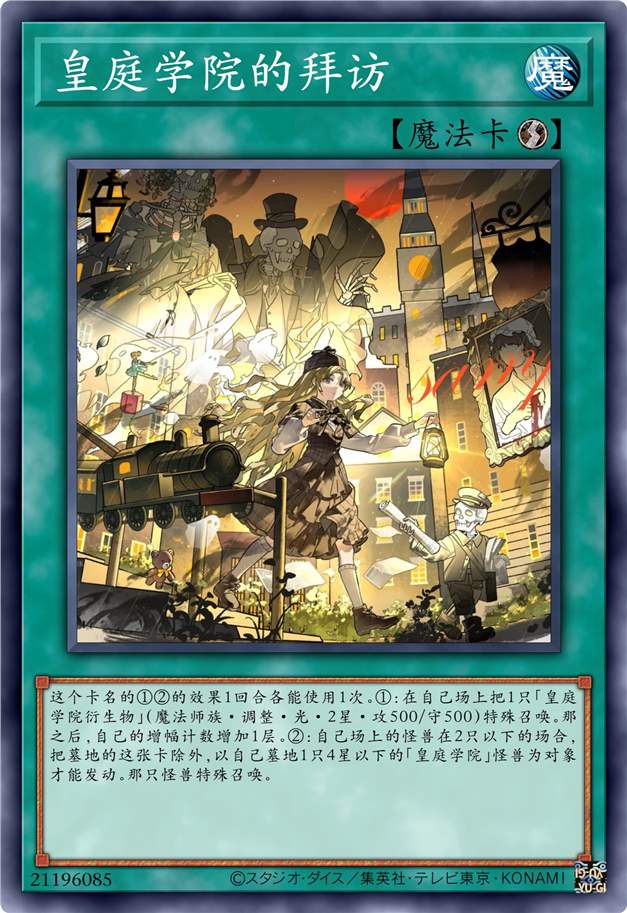 皇庭学院的拜访
魔
【魔法卡】
scary
这个卡名的①②的效果1回合各能使用1次。①:在自己场上把1只「皇庭
学院衍生物」(魔法师族·调整·光·2星·攻500/守500)特殊召唤。那
之后,自己的增幅计数增加1层。②:自己场上的怪兽在2只以下的场合,
把墓地的这张卡除外,以自己墓地1只4星以下的「皇庭学院」怪兽为对象
才能发动。那只怪兽特殊召唤。
21196085
©スタジオ·ダイス/集英社·テレビ東京·KONAMI